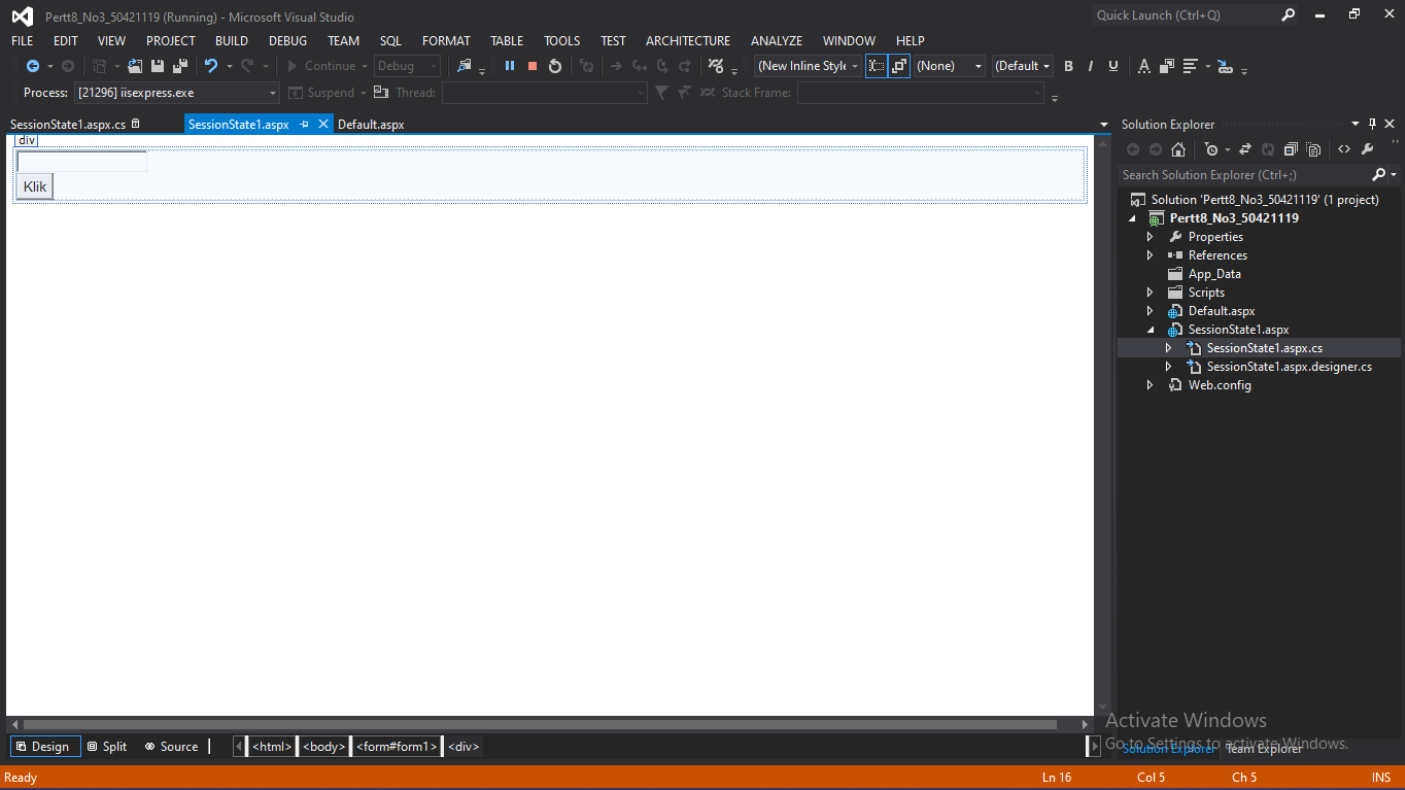 Pertt8_No3_50421119 (Running) - Microsoft Visual Studio
Quick Launch (Ctrl+Q)
FILE EDIT VIEW PROJECT BUILD DEBUG TEAM SQL FORMAT TABLE TOOLS TEST ARCHITECTURE ANALYZE WINDOW HELP
Continue Debug (New Inline Style (None) (Default B I U A
Process: [21296] iisexpress.exe Suspend Thread: Stack Frame:
SessionState1.aspx.cs SessionState1.aspx Default.aspx
div
Klik
Solution Explorer
Search Solution Explorer (Ctrl+;)
Solution 'Pertt8_No3_50421119' (1 project)
Pertt8_No3_50421119
Properties
References
App_Data
Scripts
Default.aspx
SessionState1.aspx
SessionState1.aspx.cs
SessionState1.aspx.designer.cs
Web.config
Activate Windows
Go to Settings to activate Windows.
Solution Explorer Team Explorer
Design Split Source <html> <body> <form#form1> <div>
Ready Ln 16 Col 5 Ch 5 INS